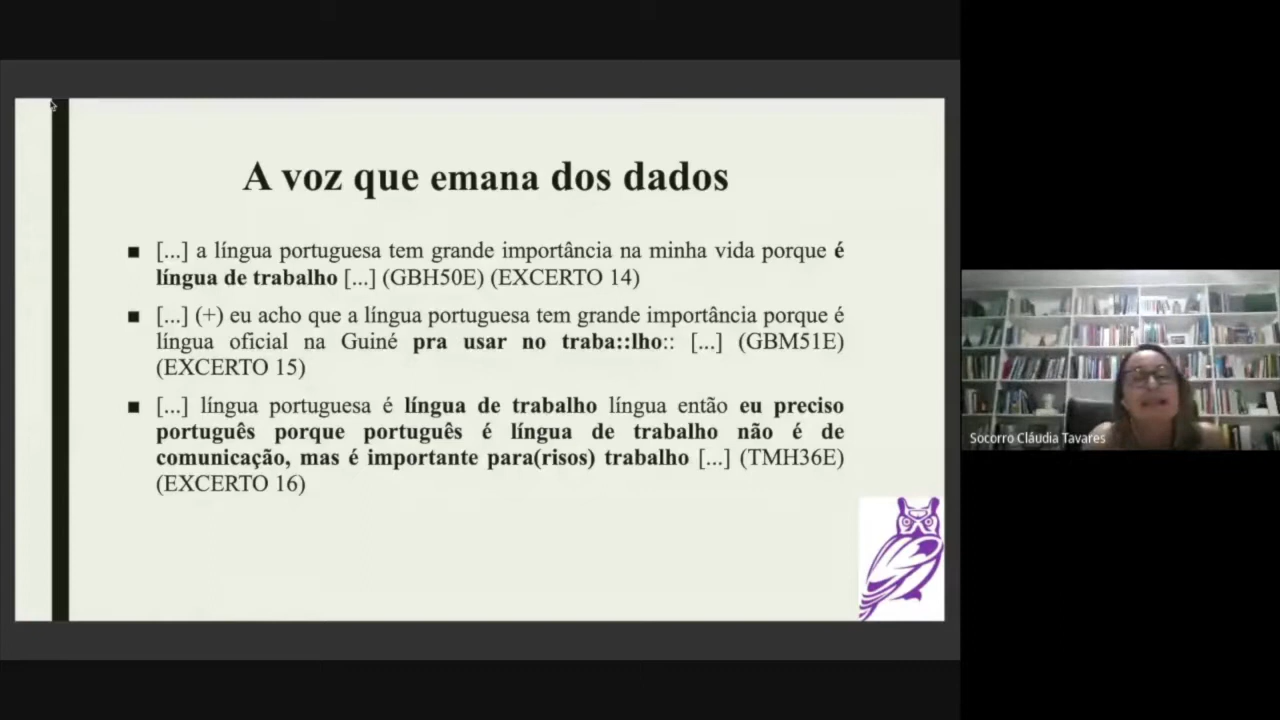 A voz que emana dos dados
■ [...] a língua portuguesa tem grande importância na minha vida porque é
língua de trabalho [...] (GBH50E) (EXCERTO 14)
■ [...] (+) eu acho que a língua portuguesa tem grande importância porque é
língua oficial na Guiné pra usar no traba::lho:: [...] (GBM51E)
(EXCERTO 15)
■ [...] língua portuguesa é língua de trabalho língua então eu preciso
português porque português é língua de trabalho não é de
comunicação, mas é importante para(risos) trabalho [...] (TMH36E)
(EXCERTO 16)
Socorro Cláudia Tavares